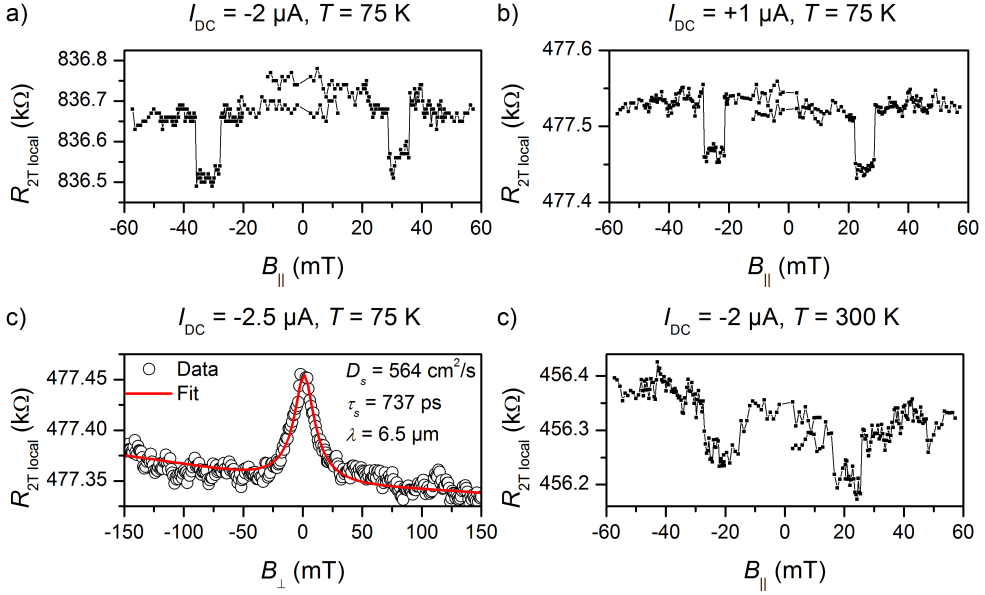 a) I_DC = -2 µA, T = 75 K
R_2T local (kΩ)
836.8
836.7
836.6
836.5
-60 -40 -20 0 20 40 60
B_|| (mT)
b) I_DC = +1 µA, T = 75 K
R_2T local (kΩ)
477.6
477.5
477.4
-60 -40 -20 0 20 40 60
B_|| (mT)
c) I_DC = -2.5 µA, T = 75 K
R_2T local (kΩ)
477.45
477.40
477.35
Data
Fit
D_s = 564 cm²/s
τ_s = 737 ps
λ = 6.5 µm
-150 -100 -50 0 50 100 150
B_⊥ (mT)
c) I_DC = -2 µA, T = 300 K
R_2T local (kΩ)
456.4
456.3
456.2
-60 -40 -20 0 20 40 60
B_|| (mT)